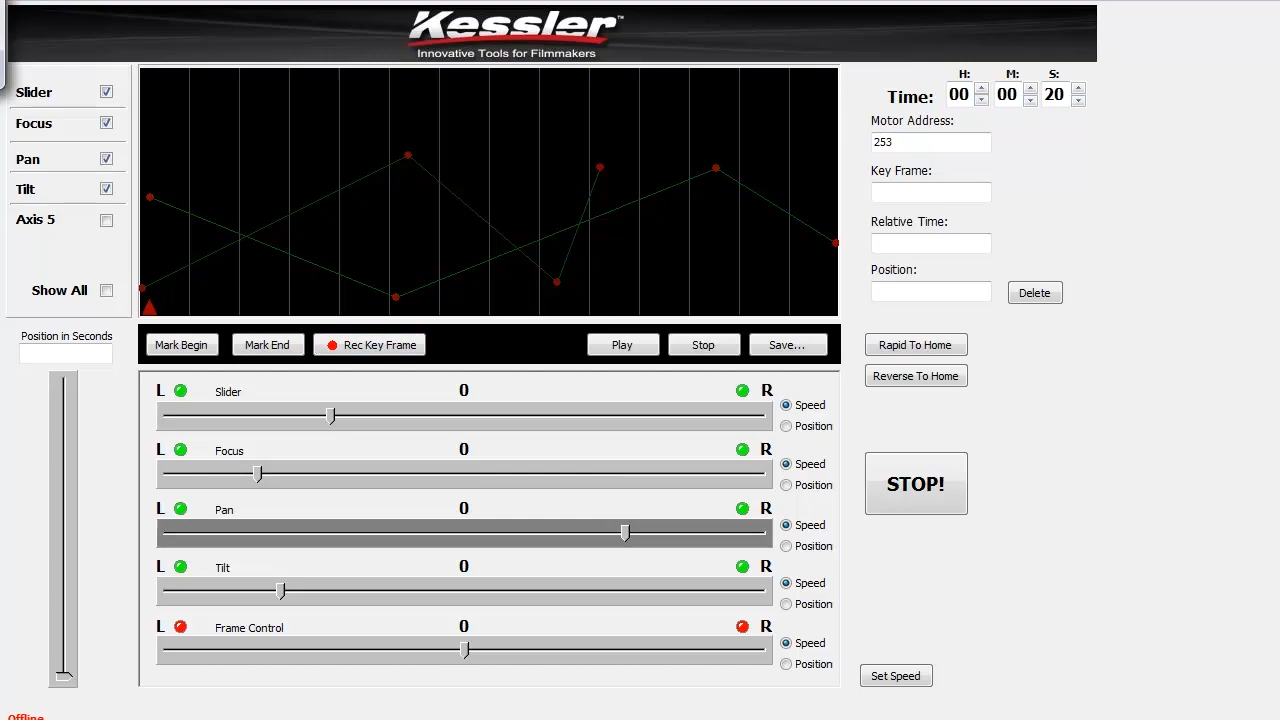 Kessler™
Innovative Tools for Filmmakers
Slider
Focus
Pan
Tilt
Axis 5
Show All
H: M: S:
Time: 00 00 20
Motor Address:
253
Key Frame:
Relative Time:
Position:
Delete
Position in Seconds
Mark Begin Mark End Rec Key Frame Play Stop Save...
Rapid To Home
Reverse To Home
L Slider 0 R
Speed
Position
L Focus 0 R
Speed
Position
STOP!
L Pan 0 R
Speed
Position
L Tilt 0 R
Speed
Position
L Frame Control 0 R
Speed
Position
Set Speed
Offline